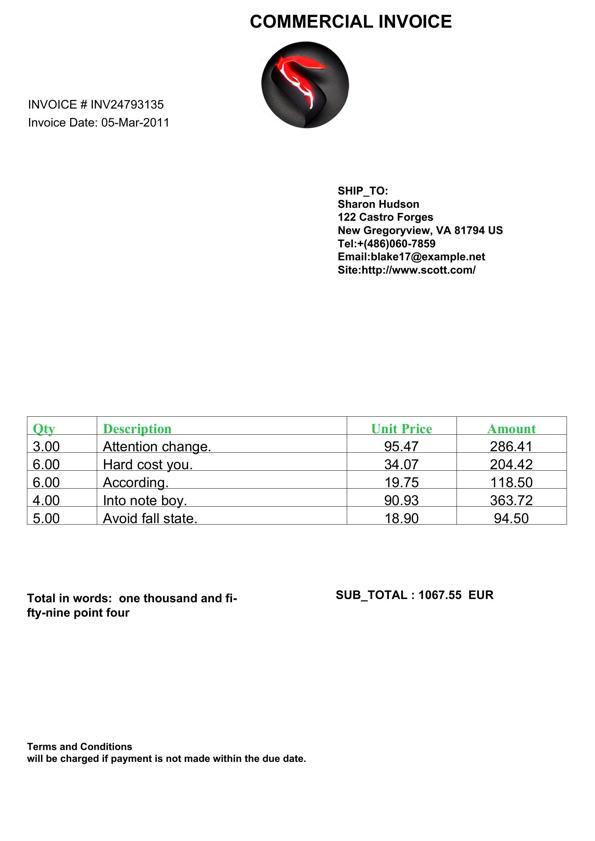 COMMERCIAL INVOICE
INVOICE # INV24793135
Invoice Date: 05-Mar-2011
SHIP_TO:
Sharon Hudson
122 Castro Forges
New Gregoryview, VA 81794 US
Tel:+(486)060-7859
Email:blake17@example.net
Site:http://www.scott.com/
Qty Description Unit Price Amount
3.00 Attention change. 95.47 286.41
6.00 Hard cost you. 34.07 204.42
6.00 According. 19.75 118.50
4.00 Into note boy. 90.93 363.72
5.00 Avoid fall state. 18.90 94.50
Total in words: one thousand and fi-
fty-nine point four
SUB_TOTAL : 1067.55 EUR
Terms and Conditions
will be charged if payment is not made within the due date.